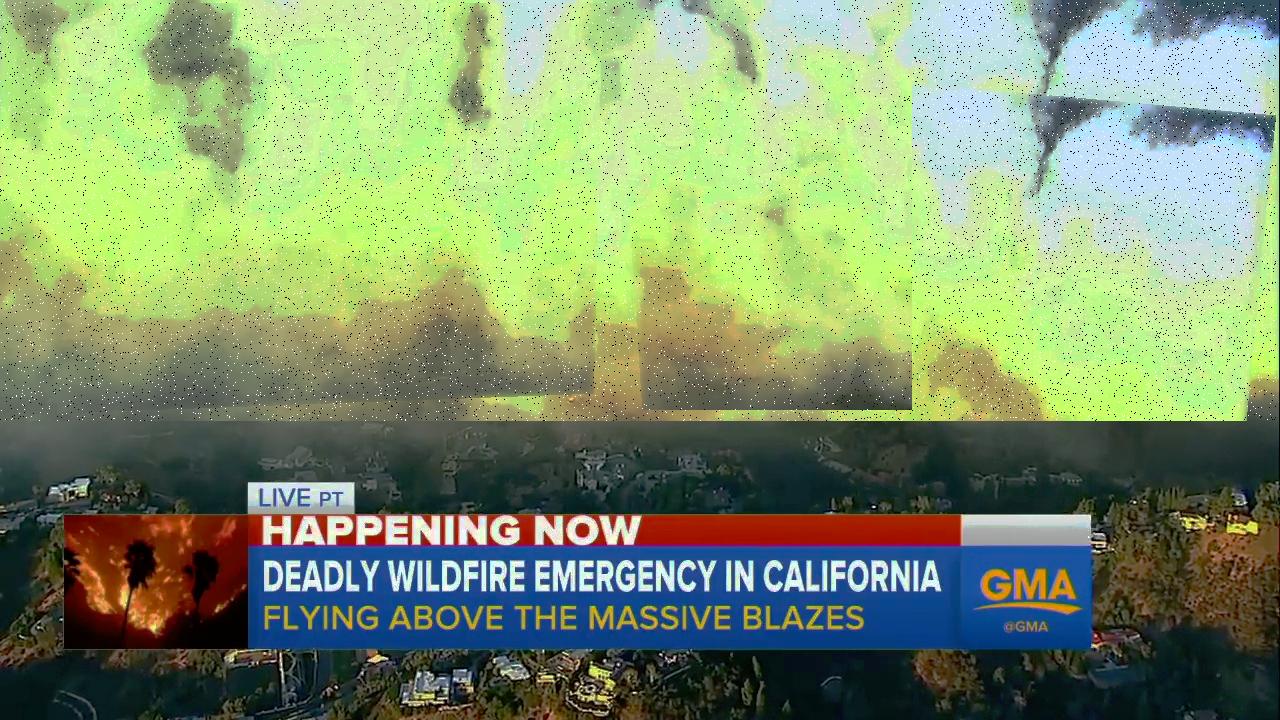 LIVE PT
HAPPENING NOW
DEADLY WILDFIRE EMERGENCY IN CALIFORNIA
FLYING ABOVE THE MASSIVE BLAZES
GMA
@GMA